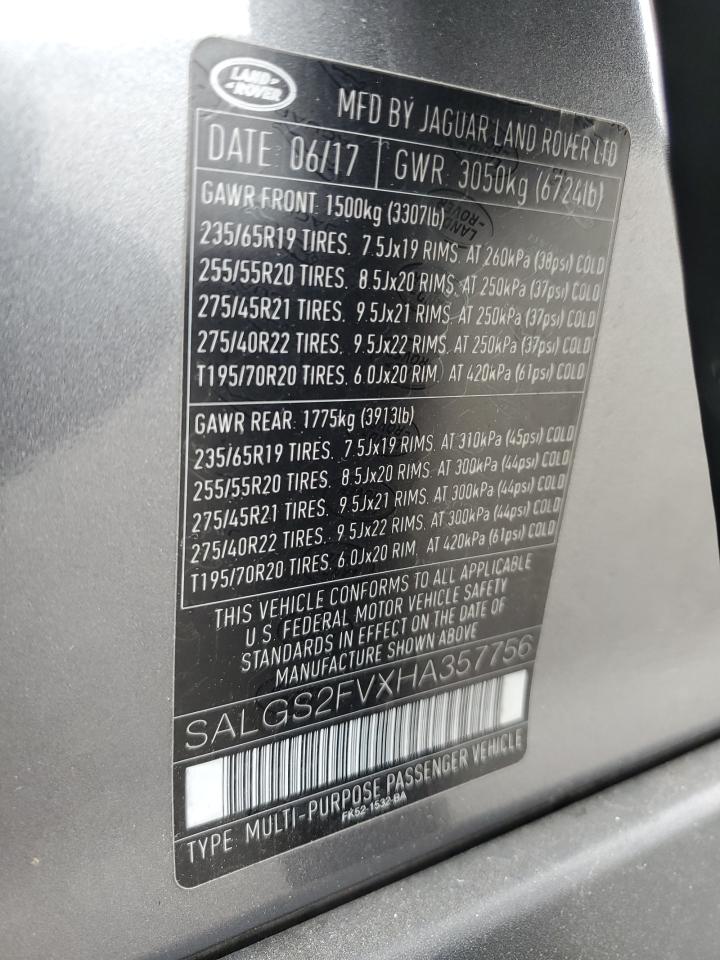 LAND ROVER
MFD BY JAGUAR LAND ROVER LTD
DATE: 06/17 GWR: 3050kg (6724lb)
GAWR FRONT: 1500kg (3307lb)
235/65R19 TIRES. 7.5Jx19 RIMS. AT 260kPa (38psi) COLD
255/55R20 TIRES. 8.5Jx20 RIMS. AT 250kPa (37psi) COLD
275/45R21 TIRES. 9.5Jx21 RIMS. AT 250kPa (37psi) COLD
275/40R22 TIRES. 9.5Jx22 RIMS. AT 250kPa (37psi) COLD
T195/70R20 TIRES. 6.0Jx20 RIM. AT 420kPa (61psi) COLD
GAWR REAR: 1775kg (3913lb)
235/65R19 TIRES. 7.5Jx19 RIMS. AT 310kPa (45psi) COLD
255/55R20 TIRES. 8.5Jx20 RIMS. AT 300kPa (44psi) COLD
275/45R21 TIRES. 9.5Jx21 RIMS. AT 300kPa (44psi) COLD
275/40R22 TIRES. 9.5Jx22 RIMS. AT 300kPa (44psi) COLD
T195/70R20 TIRES. 6.0Jx20 RIM. AT 420kPa (61psi) COLD
THIS VEHICLE CONFORMS TO ALL APPLICABLE
U.S. FEDERAL MOTOR VEHICLE SAFETY
STANDARDS IN EFFECT ON THE DATE OF
MANUFACTURE SHOWN ABOVE
SALGS2FVXHA357756
TYPE: MULTI-PURPOSE PASSENGER VEHICLE
FK52-1532-BA